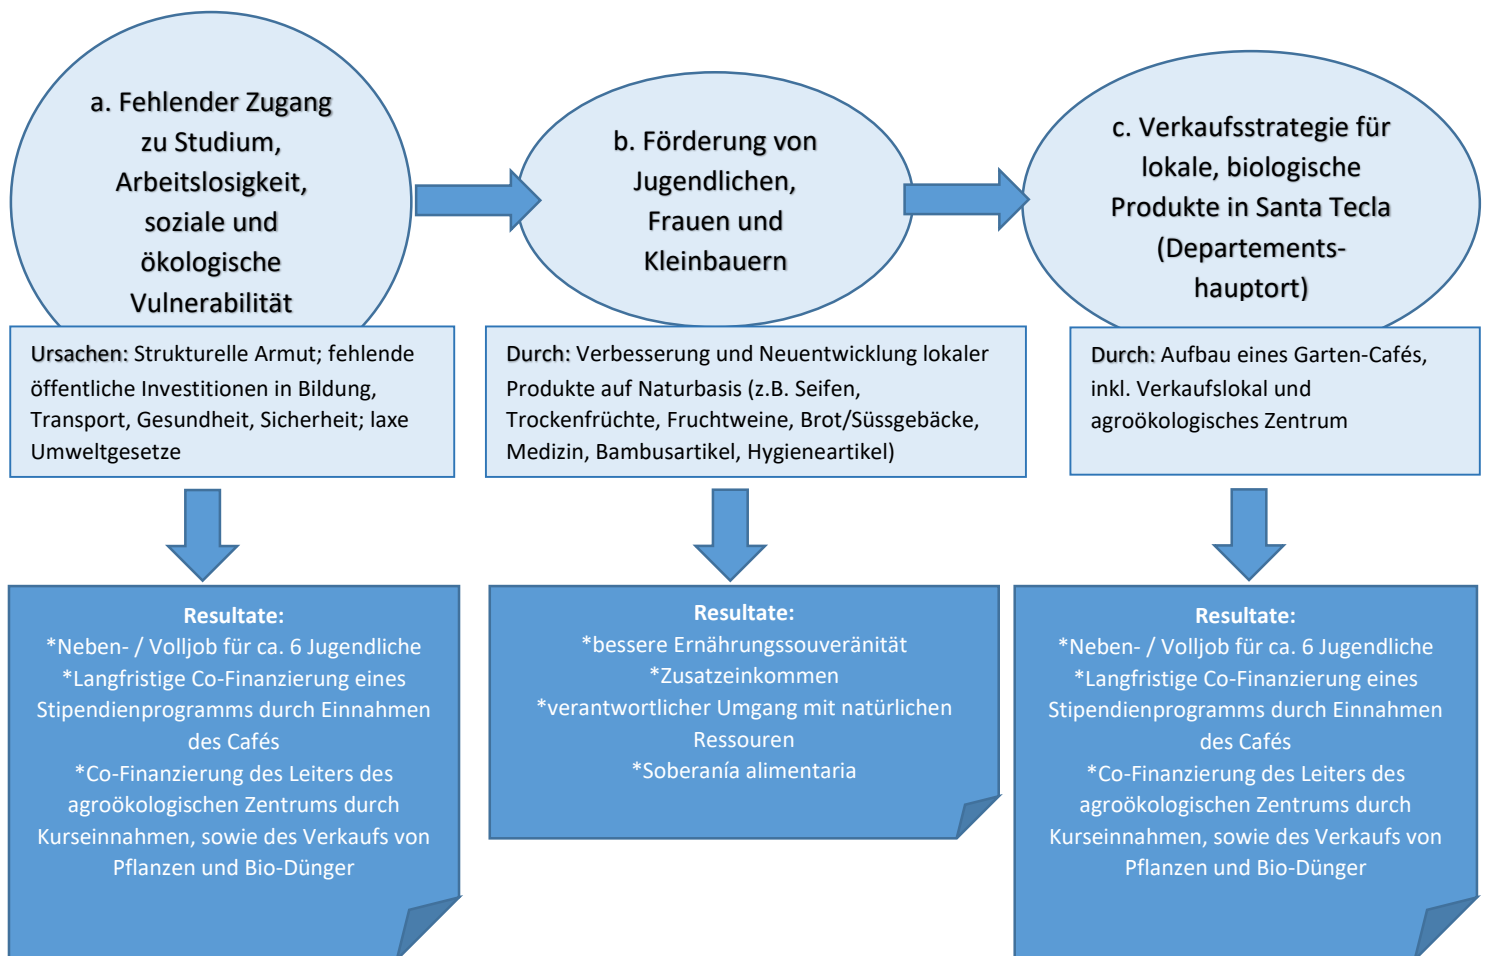 a. Fehlender Zugang
zu Studium,
Arbeitslosigkeit,
soziale und
ökologische
Vulnerabilität
Ursachen: Strukturelle Armut; fehlende
öffentliche Investitionen in Bildung,
Transport, Gesundheit, Sicherheit; laxe
Umweltgesetze
Resultate:
*Neben- / Volljob für ca. 6 Jugendliche
*Langfristige Co-Finanzierung eines
Stipendienprogramms durch Einnahmen
des Cafés
*Co-Finanzierung des Leiters des
agroökologischen Zentrums durch
Kurseinnahmen, sowie des Verkaufs von
Pflanzen und Bio-Dünger
b. Förderung von
Jugendlichen,
Frauen und
Kleinbauern
Durch: Verbesserung und Neuentwicklung lokaler
Produkte auf Naturbasis (z.B. Seifen,
Trockenfrüchte, Fruchtweine, Brot/Süssgebäcke,
Medizin, Bambusartikel, Hygieneartikel)
Resultate:
*bessere Ernährungssouveränität
*Zusatzeinkommen
*verantwortlicher Umgang mit natürlichen
Ressouren
*Soberanía alimentaria
c. Verkaufsstrategie für
lokale, biologische
Produkte in Santa Tecla
(Departements-
hauptort)
Durch: Aufbau eines Garten-Cafés,
inkl. Verkaufslokal und
agroökologisches Zentrum
Resultate:
*Neben- / Volljob für ca. 6 Jugendliche
*Langfristige Co-Finanzierung eines
Stipendienprogramms durch Einnahmen
des Cafés
*Co-Finanzierung des Leiters des
agroökologischen Zentrums durch
Kurseinnahmen, sowie des Verkaufs von
Pflanzen und Bio-Dünger